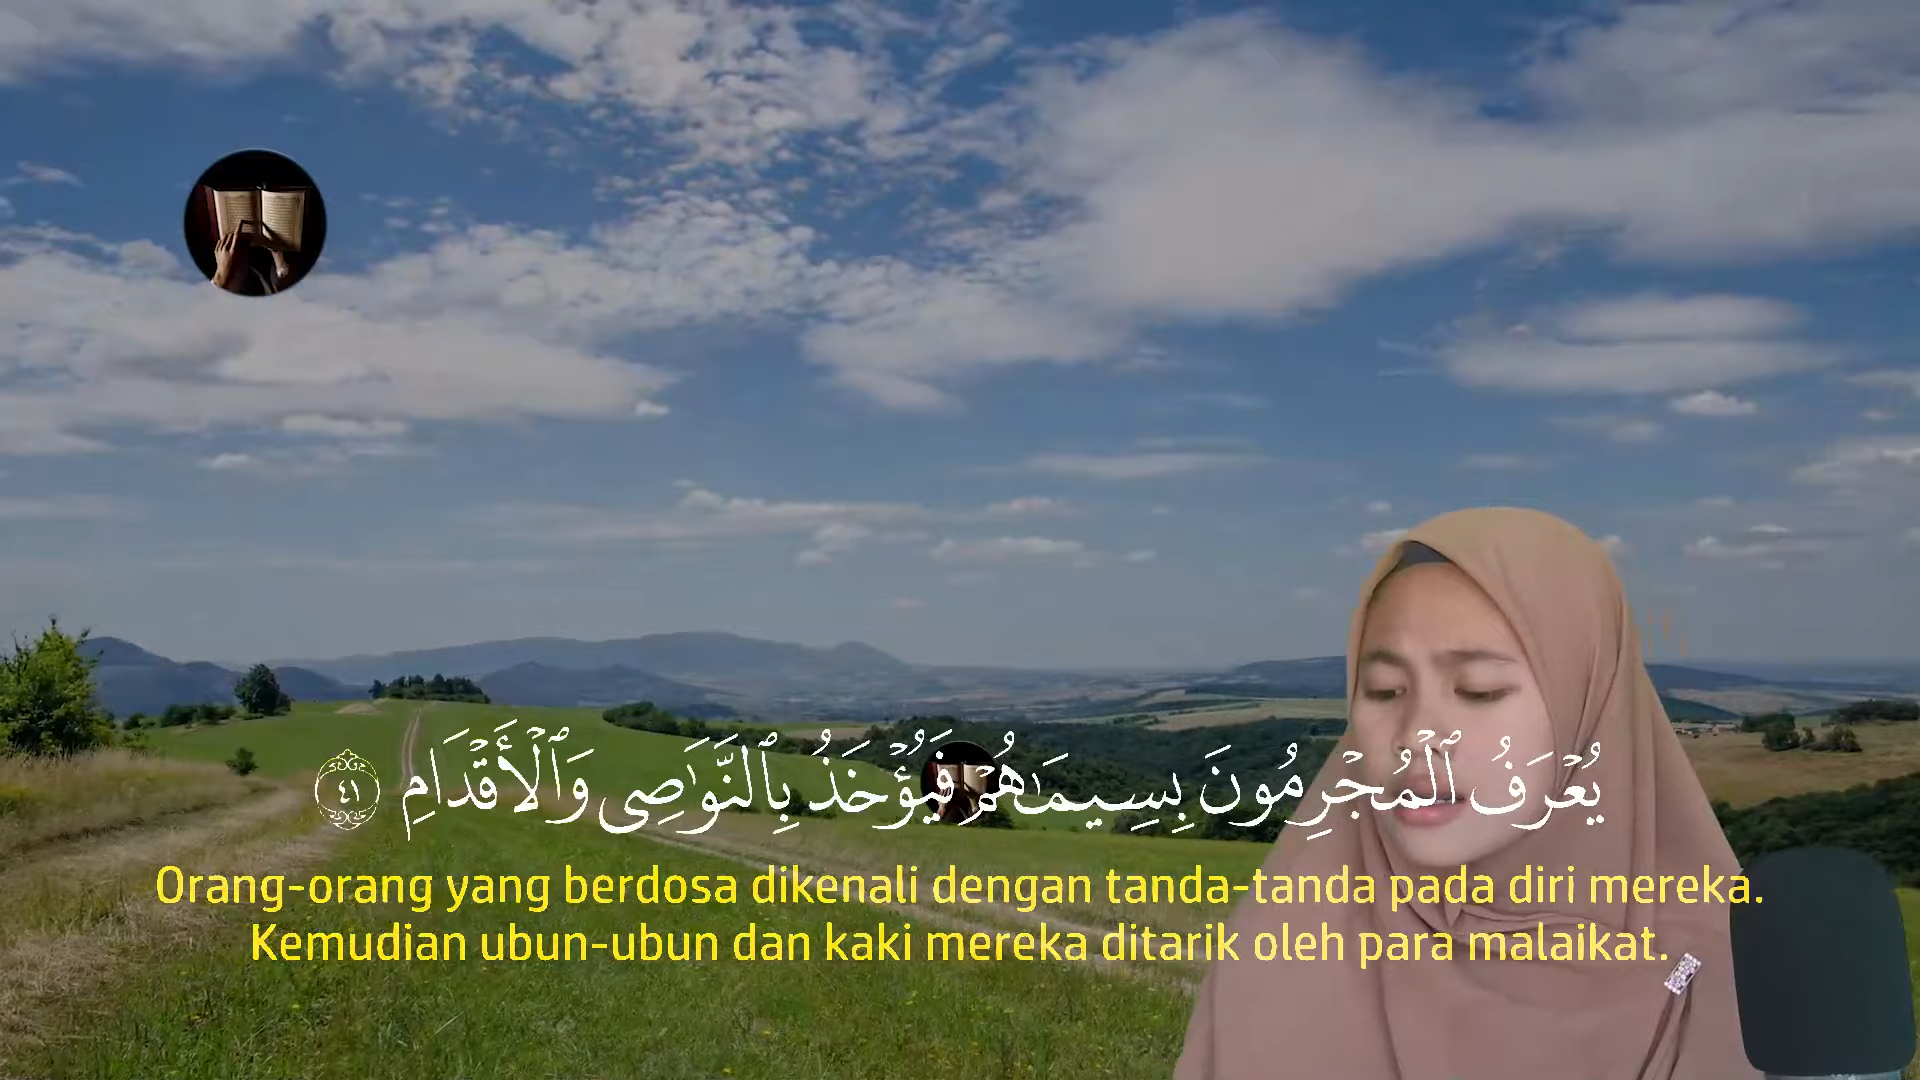 يُعْرَفُ ٱلْمُجْرِمُونَ بِسِيمَـٰهُمْ فَيُؤْخَذُ بِٱلنَّوَٰصِى وَٱلْأَقْدَامِ ٤١
Orang-orang yang berdosa dikenali dengan tanda-tanda pada diri mereka.
Kemudian ubun-ubun dan kaki mereka ditarik oleh para malaikat.